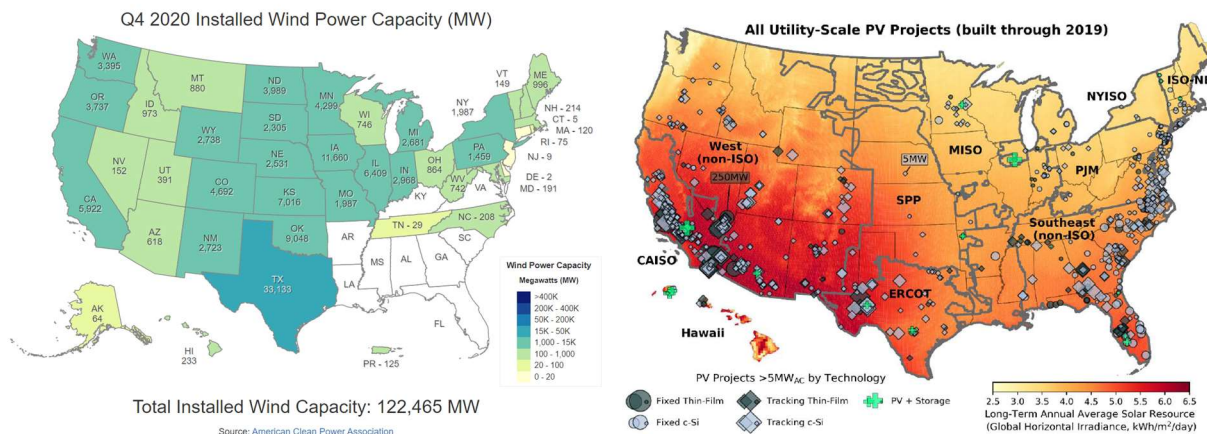 Q4 2020 Installed Wind Power Capacity (MW)
WA
3,395
OR
3,737
CA
5,922
NV
152
ID
973
MT
880
WY
2,738
UT
391
AZ
618
CO
4,692
NM
2,723
ND
3,989
SD
2,305
NE
2,531
KS
7,016
OK
9,048
TX
33,133
MN
4,299
IA
11,660
MO
1,987
AR
LA
WI
746
IL
6,409
MI
2,681
IN
2,968
OH
864
KY
TN - 29
MS
AL
GA
FL
SC
NC - 208
VA
WV
742
PA
1,459
NY
1,987
VT
149
ME
996
NH - 214
CT - 5
MA - 120
RI - 75
NJ - 9
DE - 2
MD - 191
AK
64
HI
233
PR - 125
Wind Power Capacity
Megawatts (MW)
>400K
200K - 400K
50K - 200K
15K - 50K
1,000 - 15K
100 - 1,000
20 - 100
0 - 20
Total Installed Wind Capacity: 122,465 MW
Source: American Clean Power Association
All Utility-Scale PV Projects (built through 2019)
ISO-NE
NYISO
MISO
PJM
West
(non-ISO)
5MW
250MW
SPP
Southeast
(non-ISO)
CAISO
ERCOT
Hawaii
PV Projects >5MWAC by Technology
Fixed Thin-Film
Tracking Thin-Film
PV + Storage
Fixed c-Si
Tracking c-Si
2.5 3.0 3.5 4.0 4.5 5.0 5.5 6.0 6.5
Long-Term Annual Average Solar Resource
(Global Horizontal Irradiance, kWh/m²/day)